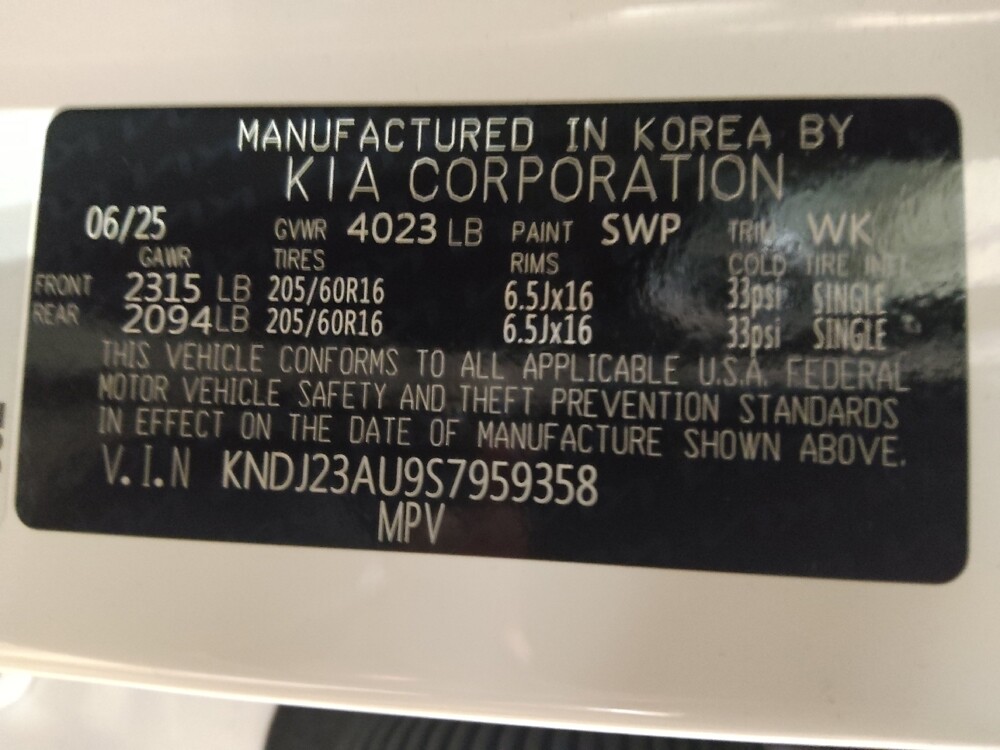 MANUFACTURED IN KOREA BY
KIA CORPORATION
06/25 GVWR 4023 LB PAINT SWP TRIM WK
GAWR TIRES RIMS COLD TIRE INFL
FRONT 2315 LB 205/60R16 6.5Jx16 33psi SINGLE
REAR 2094 LB 205/60R16 6.5Jx16 33psi SINGLE
THIS VEHICLE CONFORMS TO ALL APPLICABLE U.S.A. FEDERAL
MOTOR VEHICLE SAFETY AND THEFT PREVENTION STANDARDS
IN EFFECT ON THE DATE OF MANUFACTURE SHOWN ABOVE.
V.I.N KNDJ23AU9S7959358
MPV